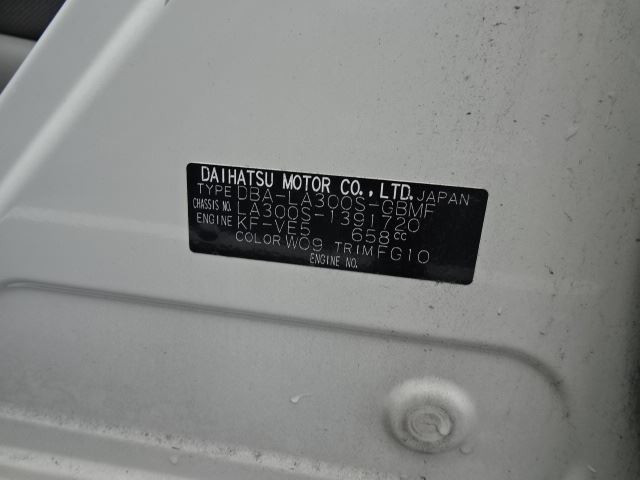 DAIHATSU MOTOR CO., LTD. JAPAN
TYPE DBA-LA300S-GBMF
CHASSIS NO. LA300S-1391720
ENGINE KF-VE5 658cc
COLOR W09 TRIM FG10
ENGINE NO.